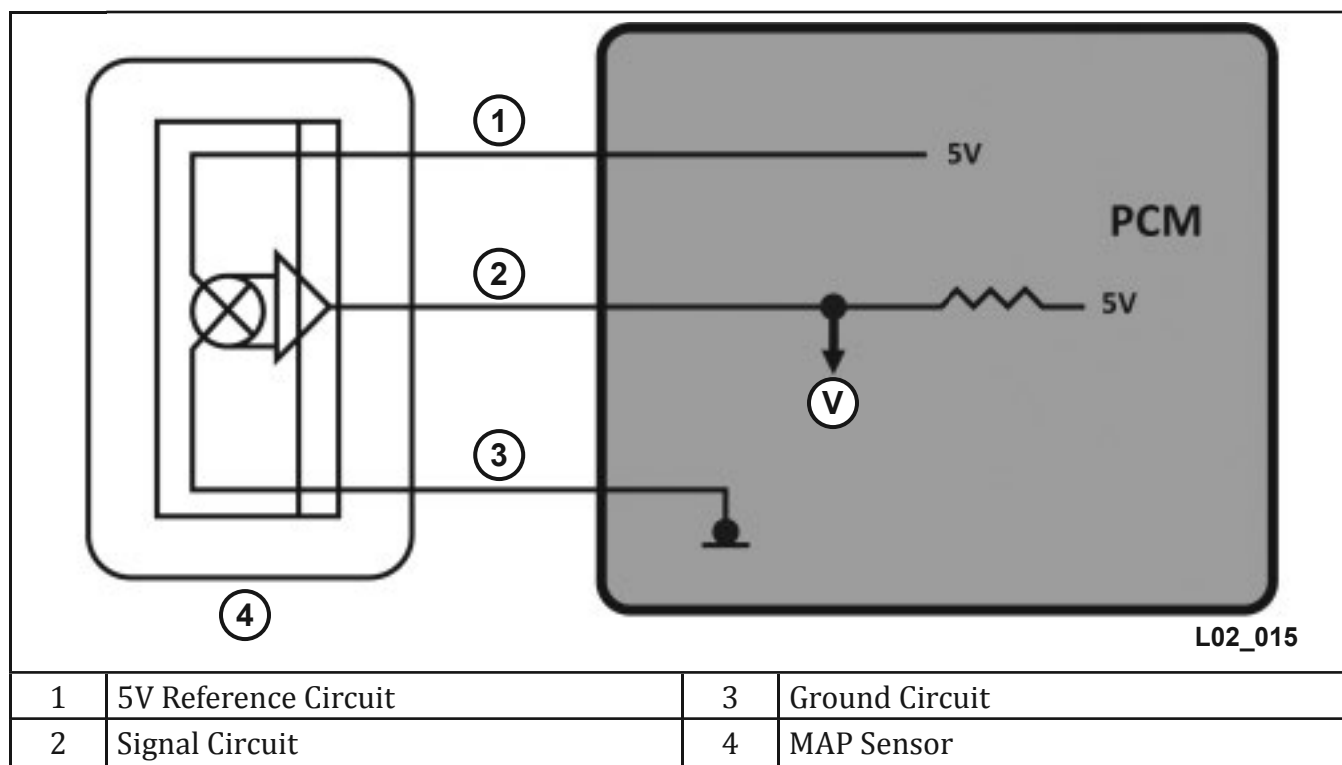 1
5V
PCM
2
5V
V
3
4
L02_015
1 5V Reference Circuit 3 Ground Circuit
2 Signal Circuit 4 MAP Sensor